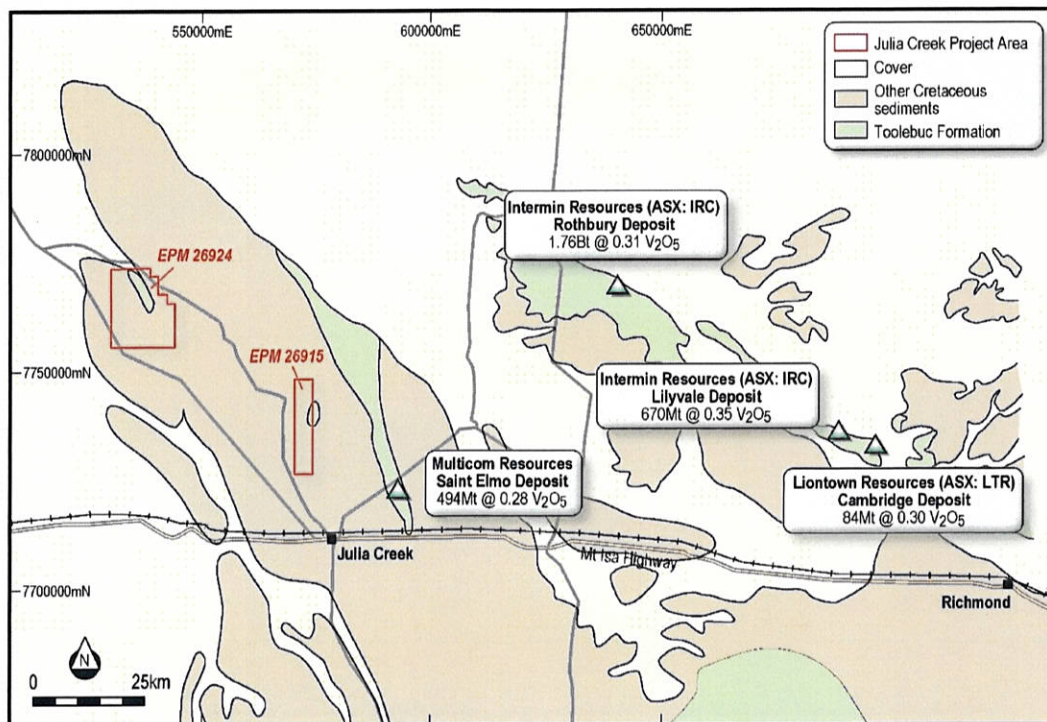 550000mE
600000mE
650000mE
Julia Creek Project Area
Cover
Other Cretaceous
sediments
Toolebuc Formation
7800000mN
Intermin Resources (ASX: IRC)
Rothbury Deposit
1.76Bt @ 0.31 V₂O₅
EPM 26924
7750000mN
EPM 26915
Intermin Resources (ASX: IRC)
Lilyvale Deposit
670Mt @ 0.35 V₂O₅
Multicom Resources
Saint Elmo Deposit
494Mt @ 0.28 V₂O₅
Liontown Resources (ASX: LTR)
Cambridge Deposit
84Mt @ 0.30 V₂O₅
Julia Creek
Mt Isa Highway
7700000mN
Richmond
N
0 25km